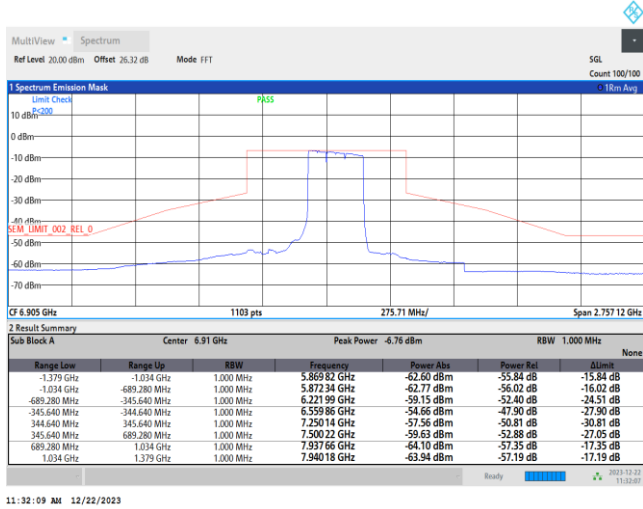 MultiView Spectrum
Ref Level 20.00 dBm Offset 26.32 dB Mode FFT SGL
Count 100/100
1 Spectrum Emission Mask 1Rm Avg
Limit Check PASS
P<200
10 dBm
0 dBm
-10 dBm
-20 dBm
-30 dBm
-40 dBm
SEM_LIMIT_002_REL_0
-50 dBm
-60 dBm
-70 dBm
CF 6.905 GHz 1103 pts 275.71 MHz/ Span 2.757 12 GHz
2 Result Summary
Sub Block A Center 6.91 GHz Peak Power -6.76 dBm RBW 1.000 MHz
None
Range Low Range Up RBW Frequency Power Abs Power Rel ΔLimit
-1.379 GHz -1.034 GHz 1.000 MHz 5.869 82 GHz -62.60 dBm -55.84 dB -15.84 dB
-1.034 GHz -689.280 MHz 1.000 MHz 5.872 34 GHz -62.77 dBm -56.02 dB -16.02 dB
-689.280 MHz -345.640 MHz 1.000 MHz 6.221 99 GHz -59.15 dBm -52.40 dB -24.51 dB
-345.640 MHz -344.640 MHz 1.000 MHz 6.559 86 GHz -54.66 dBm -47.90 dB -27.90 dB
344.640 MHz 345.640 MHz 1.000 MHz 7.250 14 GHz -57.56 dBm -50.81 dB -30.81 dB
345.640 MHz 689.280 MHz 1.000 MHz 7.500 22 GHz -59.63 dBm -52.88 dB -27.05 dB
689.280 MHz 1.034 GHz 1.000 MHz 7.937 66 GHz -64.10 dBm -57.35 dB -17.35 dB
1.034 GHz 1.379 GHz 1.000 MHz 7.940 18 GHz -63.94 dBm -57.19 dB -17.19 dB
Ready 2023-12-22
11:32:07
11:32:09 AM 12/22/2023